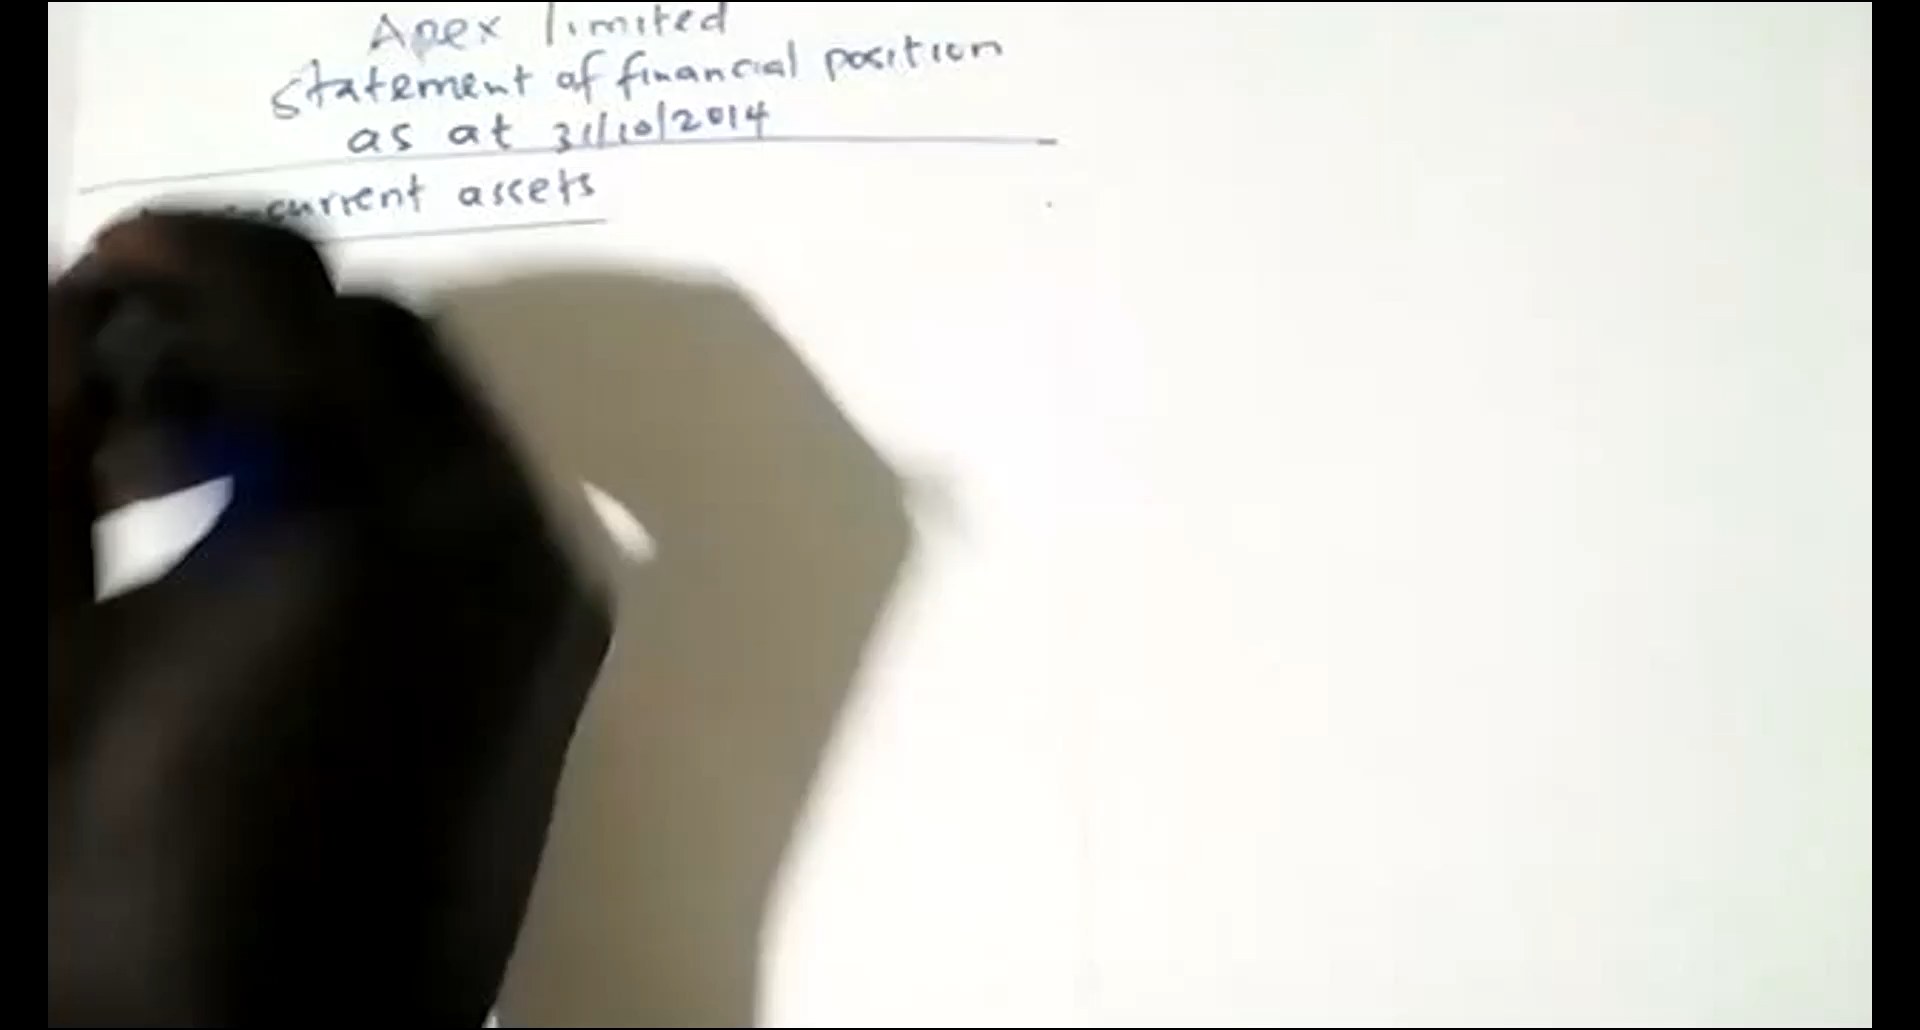 Apex limited
statement of financial position
as at 31/10/2014
current assets